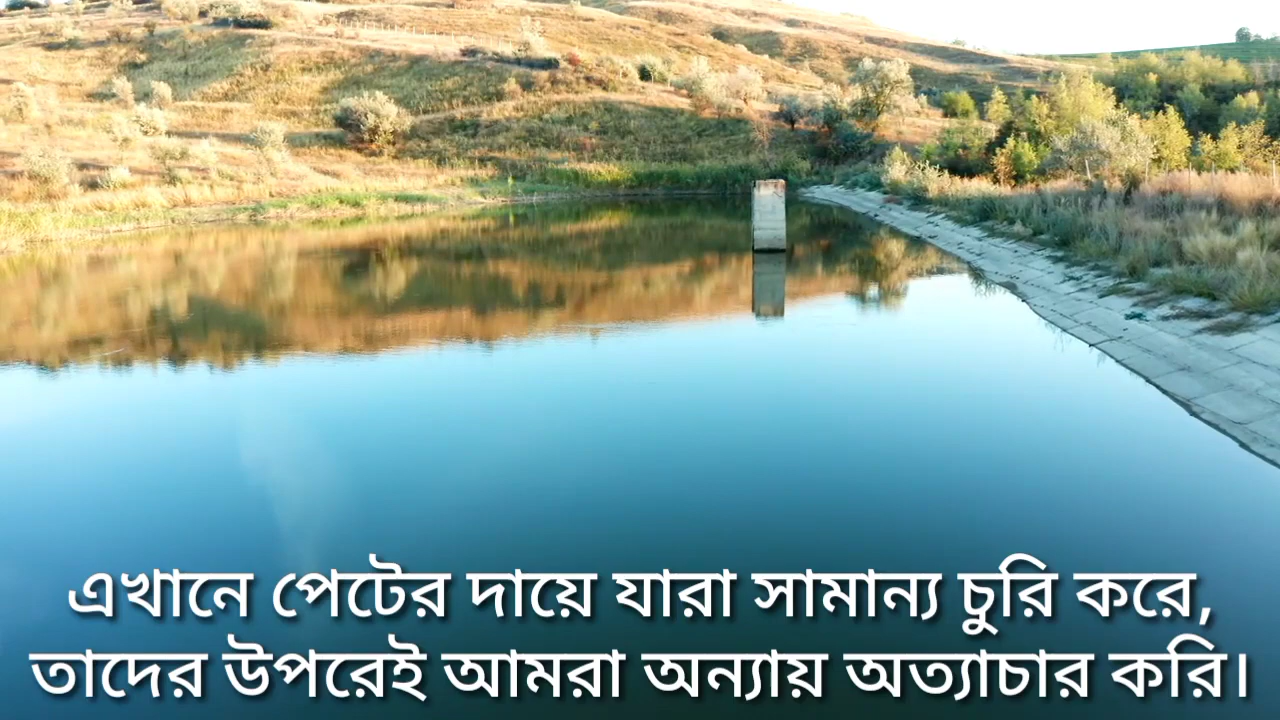 এখানে পেটের দায়ে যারা সামান্য চুরি করে,
তাদের উপরেই আমরা অন্যায় অত্যাচার করি।